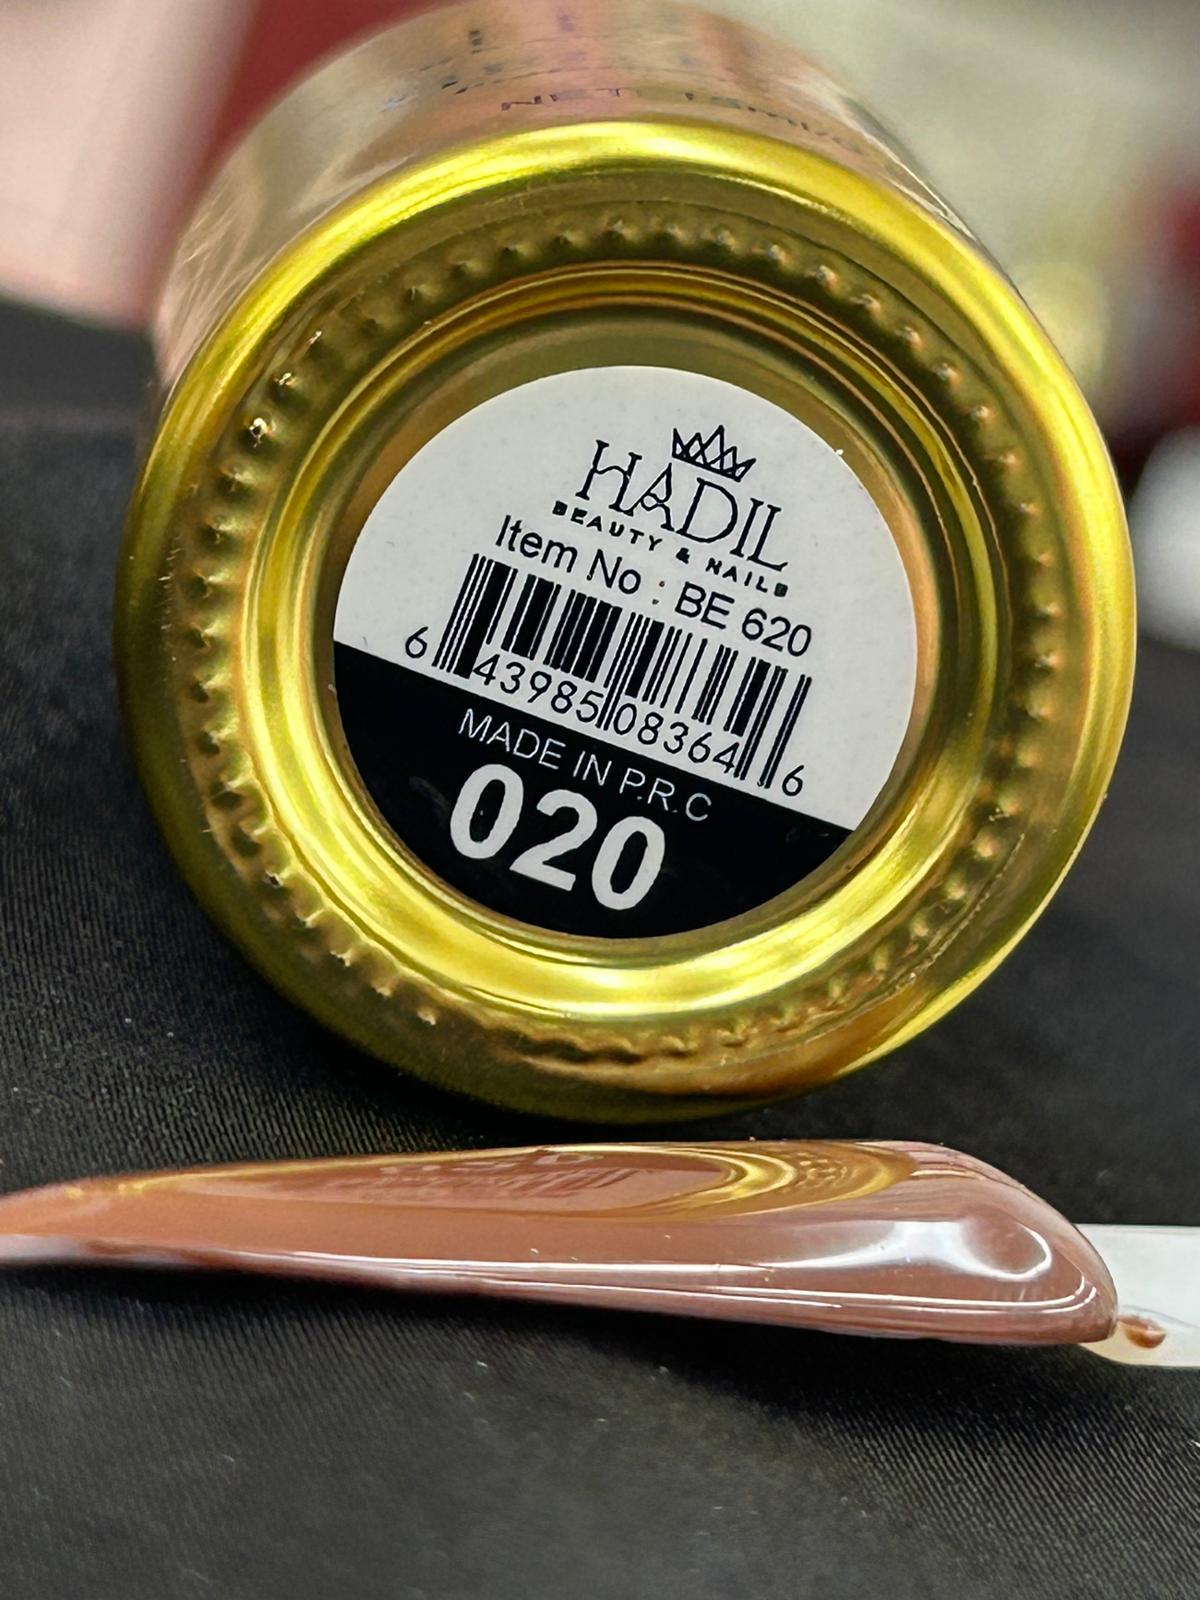 HADIL
BEAUTY & NAILS
Item No : BE 620
6 43985 08364 6
MADE IN P.R.C
020